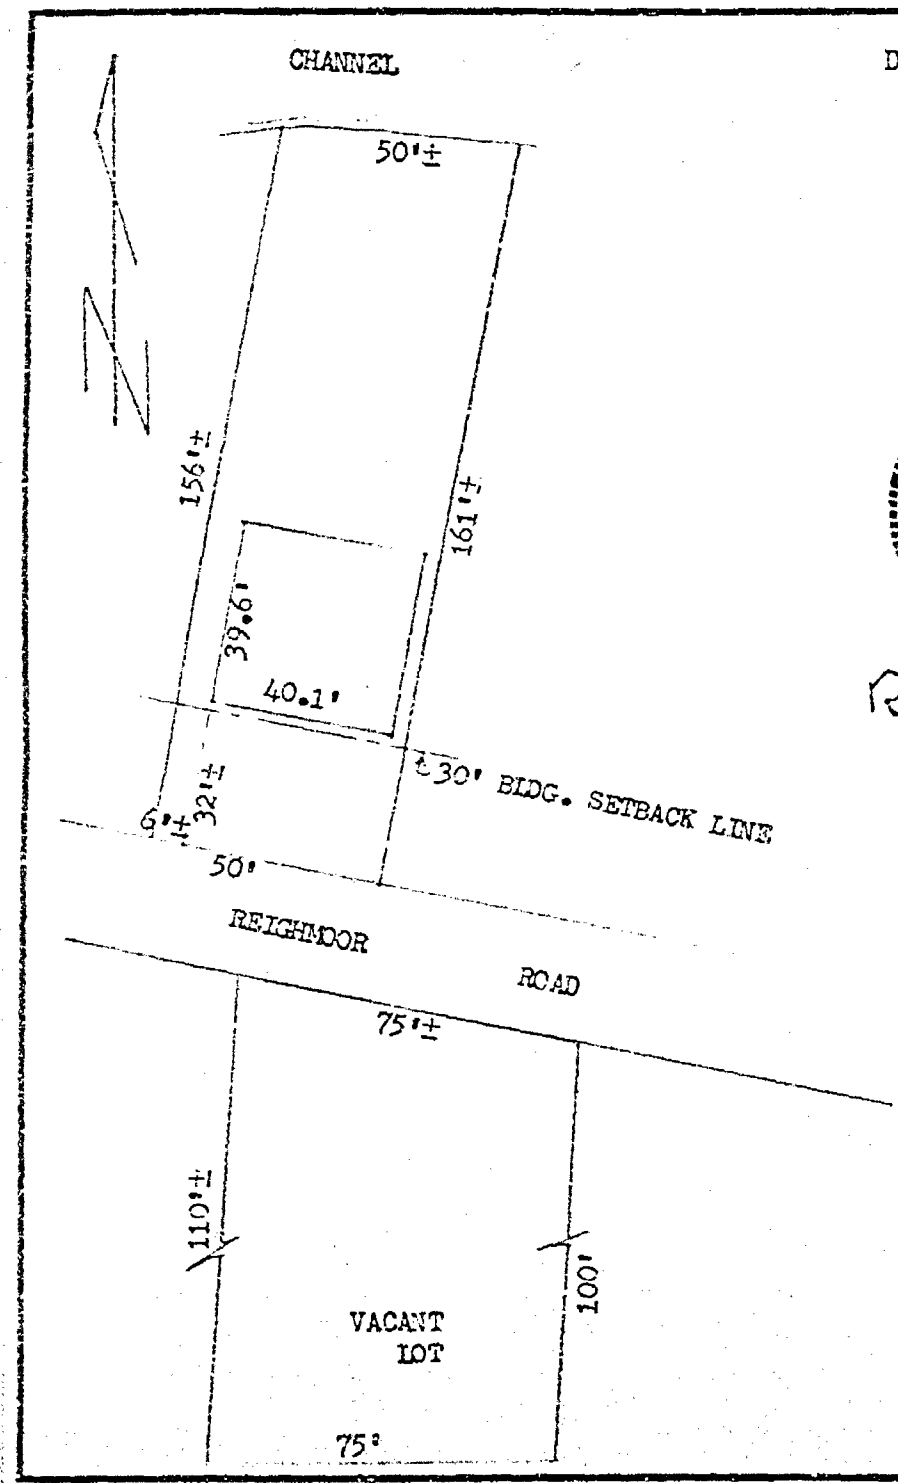 CHANNEL
D
50'±
156'±
161'±
39.6'
40.1'
32'±
30' BLDG. SETBACK LINE
6'±
50'
REIGHMOOR ROAD
75'±
110'±
100'
VACANT
LOT
75'
N